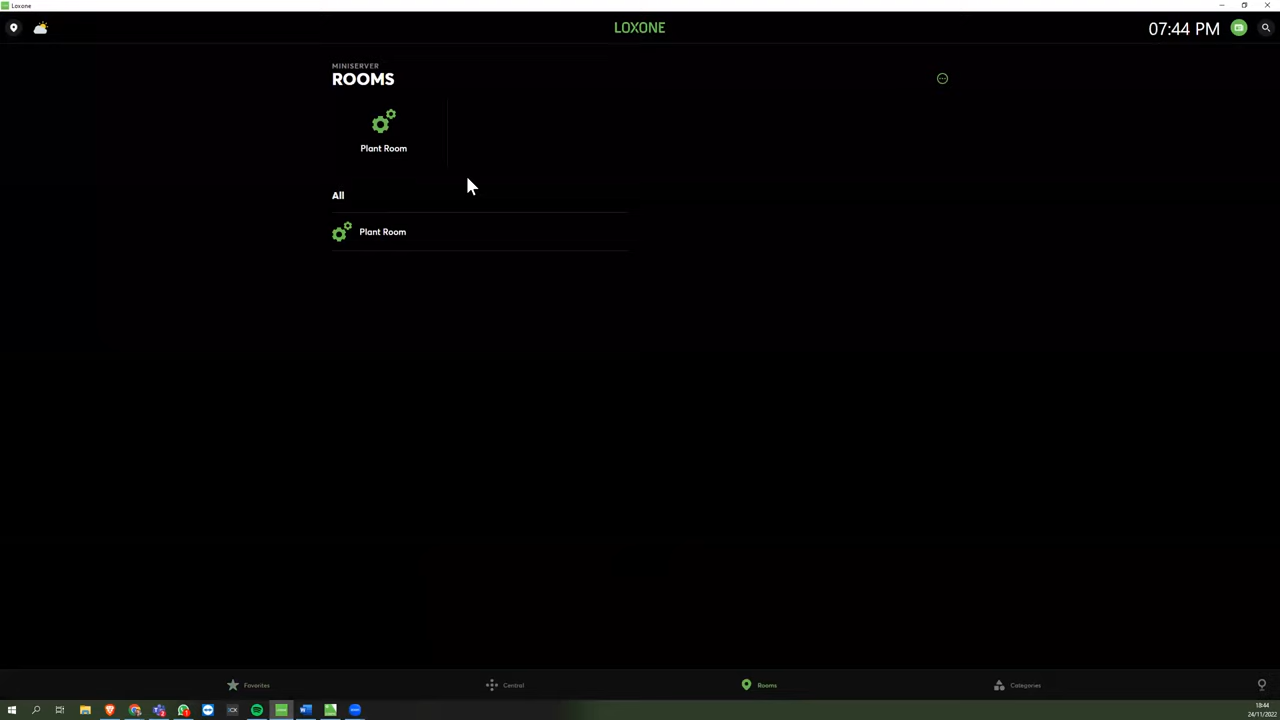 Loxone
LOXONE
07:44 PM
MINISERVER
ROOMS
Plant Room
All
Plant Room
Favorites
Central
Rooms
Categories
18:44
24/11/2022